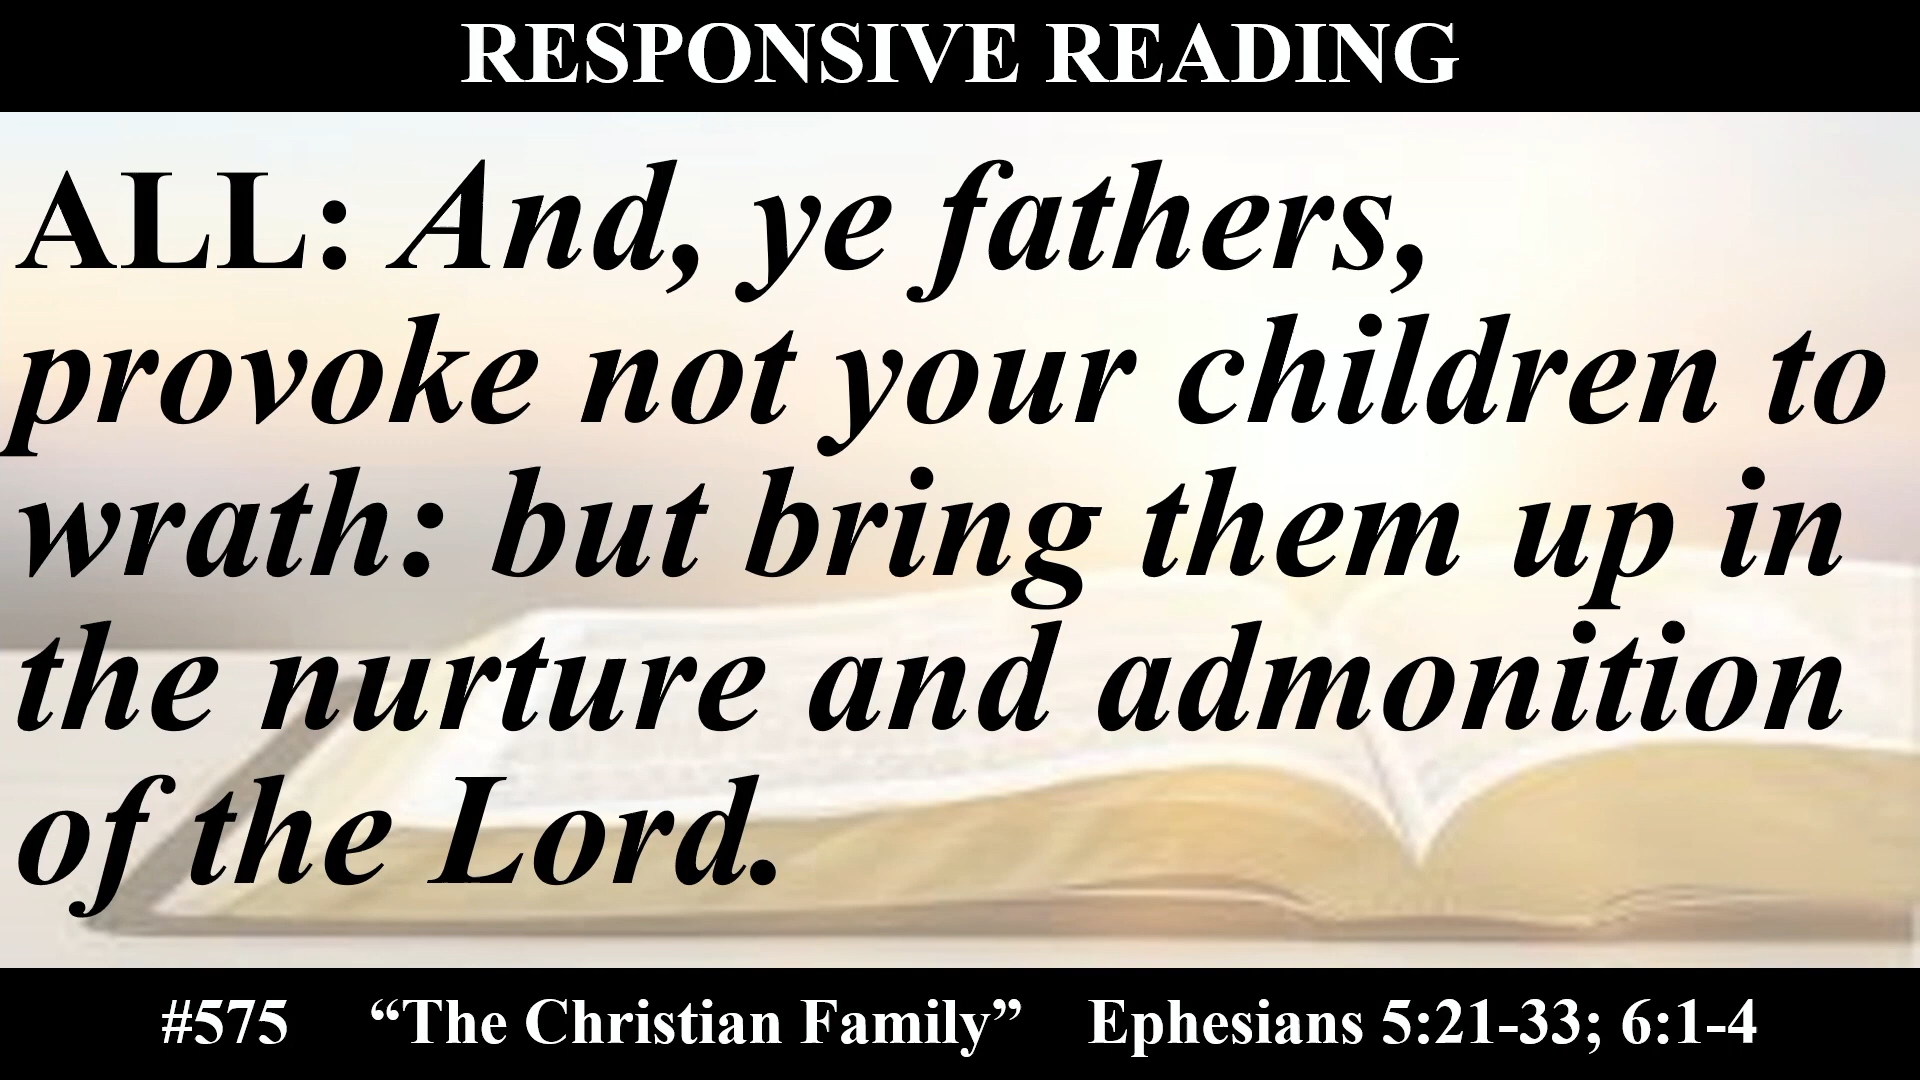 RESPONSIVE READING
ALL: And, ye fathers,
provoke not your children to
wrath: but bring them up in
the nurture and admonition
of the Lord.
#575 “The Christian Family” Ephesians 5:21-33; 6:1-4